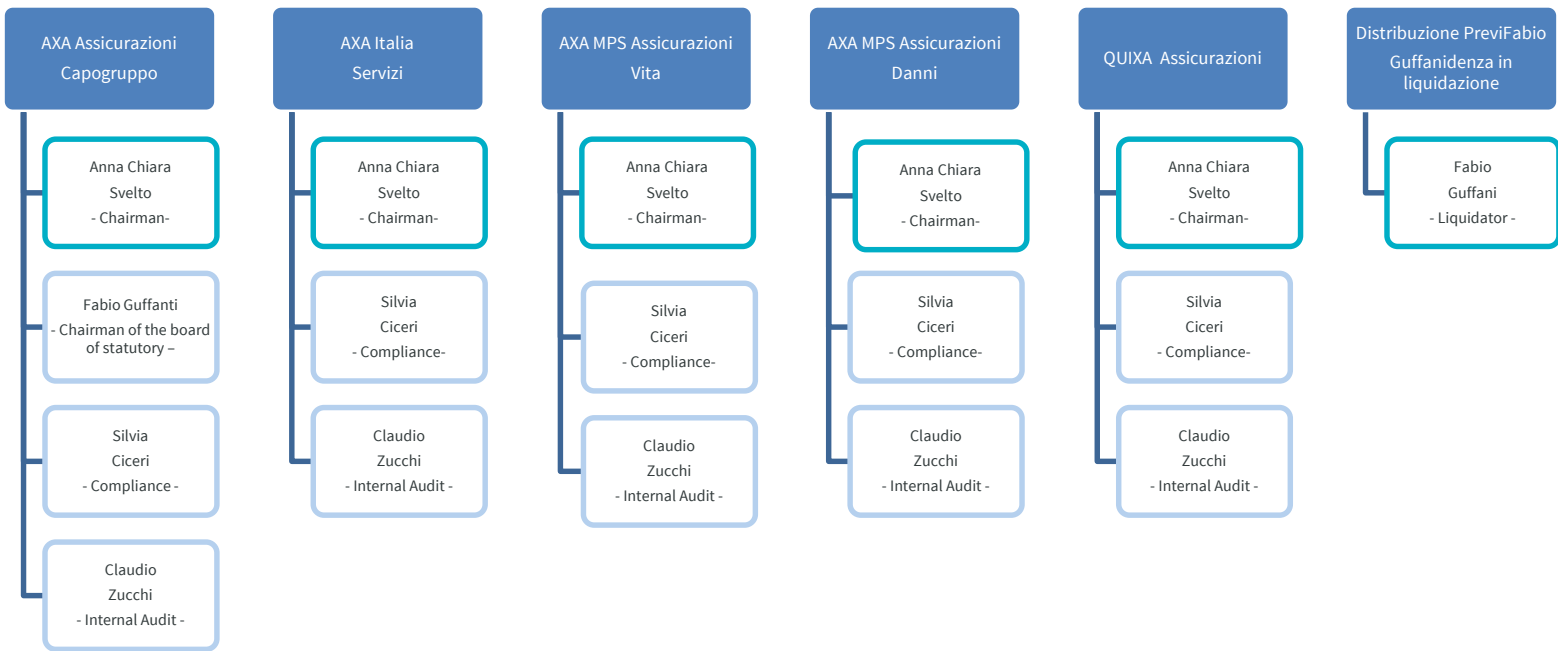 AXA Assicurazioni
Capogruppo
Anna Chiara
Svelto
- Chairman-
Fabio Guffanti
- Chairman of the board
of statutory –
Silvia
Ciceri
- Compliance -
Claudio
Zucchi
- Internal Audit -
AXA Italia
Servizi
Anna Chiara
Svelto
- Chairman-
Silvia
Ciceri
- Compliance-
Claudio
Zucchi
- Internal Audit -
AXA MPS Assicurazioni
Vita
Anna Chiara
Svelto
- Chairman-
Silvia
Ciceri
- Compliance-
Claudio
Zucchi
- Internal Audit -
AXA MPS Assicurazioni
Danni
Anna Chiara
Svelto
- Chairman-
Silvia
Ciceri
- Compliance-
Claudio
Zucchi
- Internal Audit -
QUIXA Assicurazioni
Anna Chiara
Svelto
- Chairman-
Silvia
Ciceri
- Compliance-
Claudio
Zucchi
- Internal Audit -
Distribuzione PreviFabio
Guffanidenza in
liquidazione
Fabio
Guffani
- Liquidator -